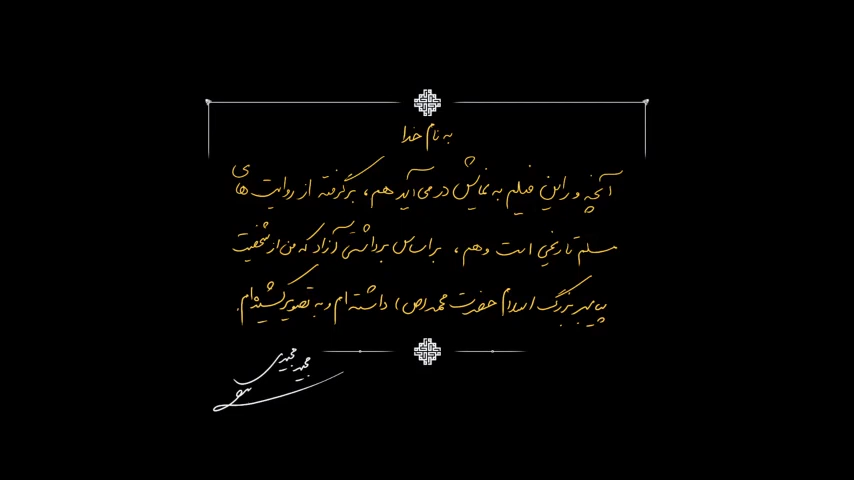 به نام خدا
آنچه در این فیلم به نمایش در می آید هم، برگرفته از روایت های
مسلم تاریخی است و هم، براساس برداشتی آزاد که من از شخصیت
پیامبر بزرگ اسلام حضرت محمد (ص) داشته ام و به تصویر کشیده ام.
مجید مجیدی